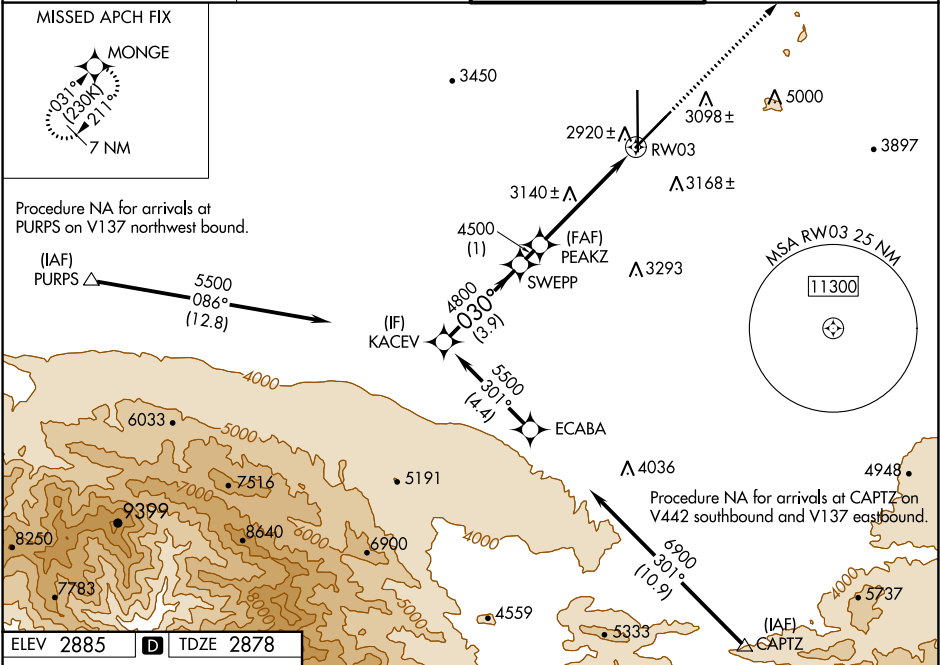 MISSED APCH FIX
MONGE
031°
(230K)
211°
7 NM
3450
5000
3098±
2920±
RW03
3897
3140±
3168±
Procedure NA for arrivals at
PURPS on V137 northwest bound.
4500
(1)
(FAF)
PEAKZ
MSA RW03 25 NM
11300
(IAF)
PURPS
5500
086°
(12.8)
SWEPP
3293
4800
030°
(3.9)
(IF)
KACEV
5500
301°
(4.4)
4000
6033
5000
ECABA
7516
7000
5191
4036
4948
Procedure NA for arrivals at CAPTZ on
V442 southbound and V137 eastbound.
9399
8250
8640
6900
4000
6900
301°
(10.9)
7783
8000
5000
4559
5333
4000
5737
(IAF)
CAPTZ
ELEV 2885 D TDZE 2878